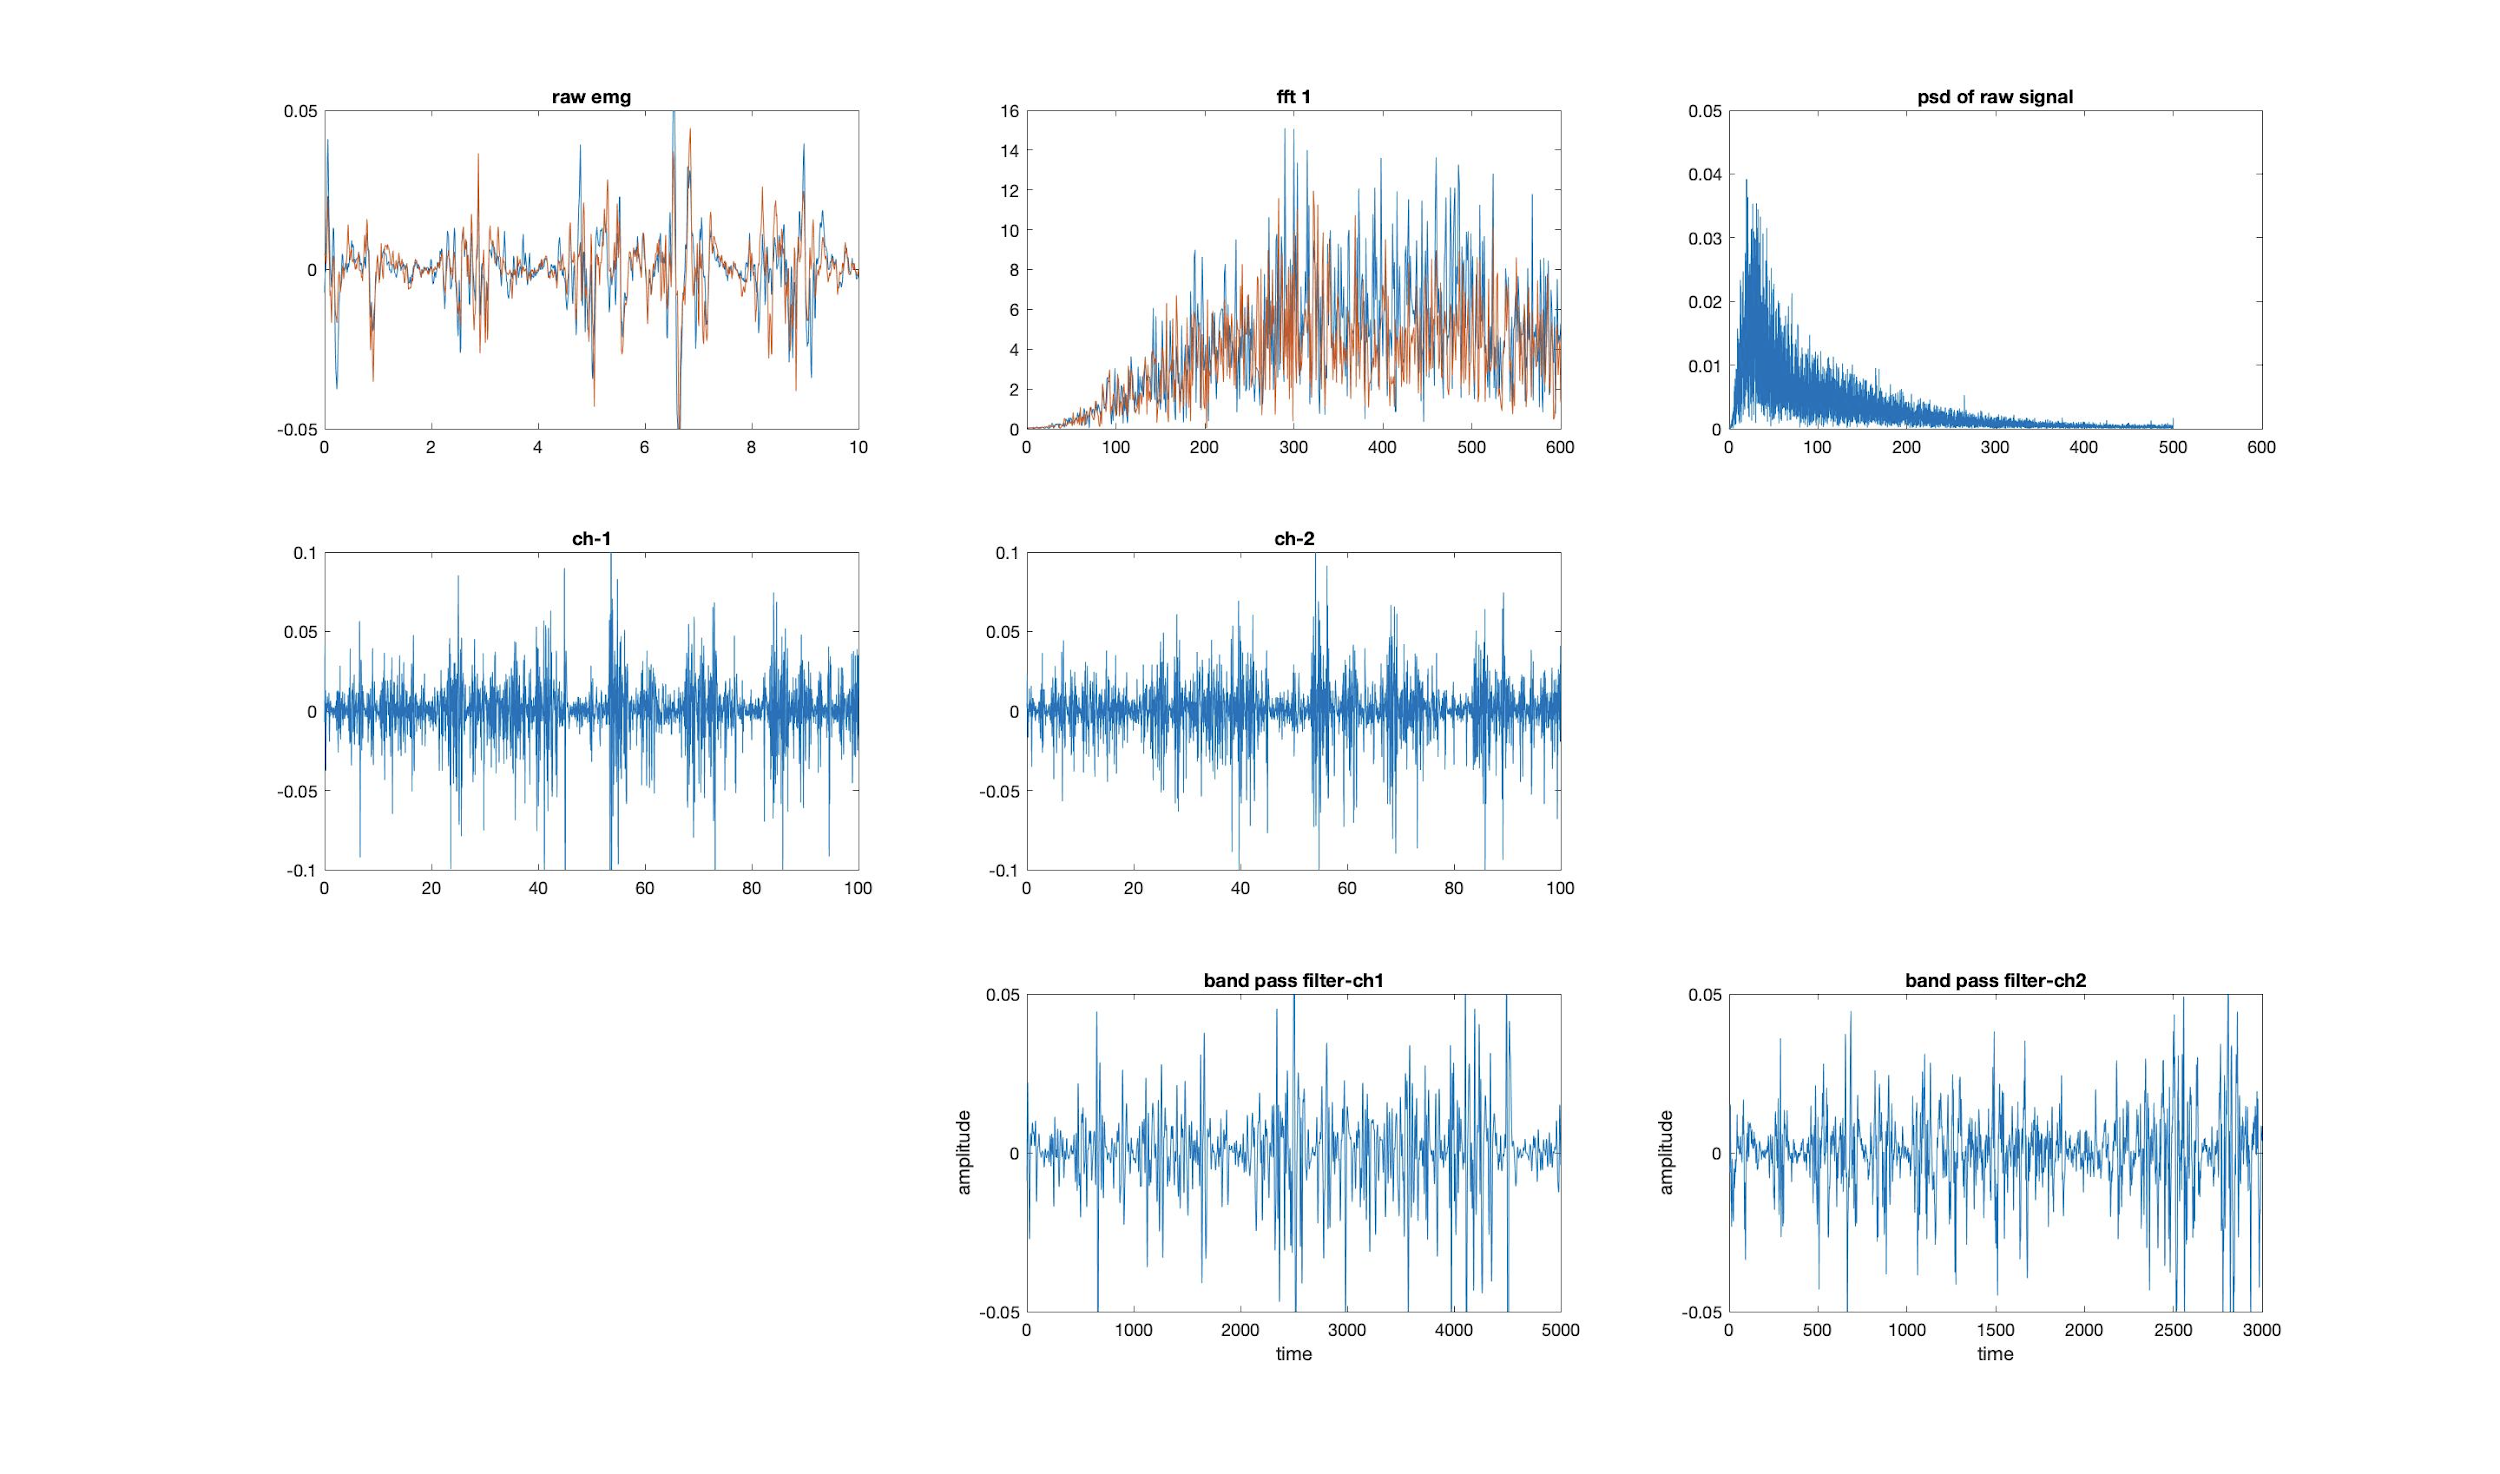 raw emg
0.05
0
-0.05
0 2 4 6 8 10
fft 1
16
14
12
10
8
6
4
2
0
0 100 200 300 400 500 600
psd of raw signal
0.05
0.04
0.03
0.02
0.01
0
0 100 200 300 400 500 600
ch-1
0.1
0.05
0
-0.05
-0.1
0 20 40 60 80 100
ch-2
0.1
0.05
0
-0.05
-0.1
0 20 40 60 80 100
band pass filter-ch1
0.05
0
-0.05
amplitude
0 1000 2000 3000 4000 5000
time
band pass filter-ch2
0.05
0
-0.05
amplitude
0 500 1000 1500 2000 2500 3000
time